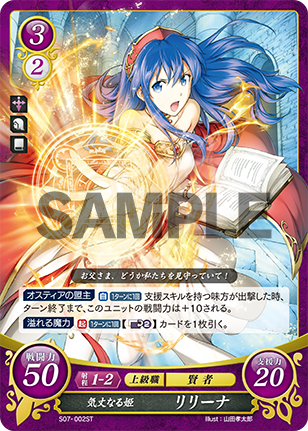 3
2
SAMPLE
お父さま、どうか私たちを見守っていて!
オスティアの盟主 自 1ターンに1回 支援スキルを持つ味方が出撃した時、
ターン終了まで、このユニットの戦闘力は+10される。
溢れる魔力 起 1ターンに1回 2 カードを1枚引く。
戦闘力
50
射程 1-2 上級職 賢者
支援力
20
気丈なる姫 リリーナ
S07-002ST
Illust:山田孝太郎